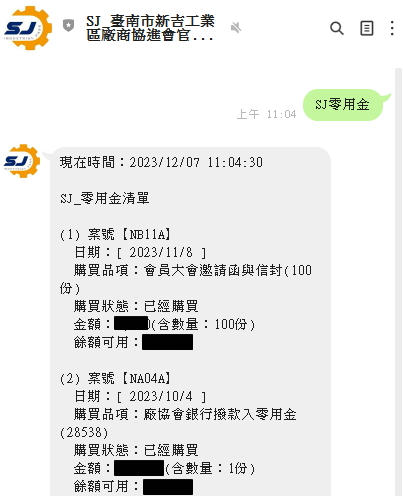 SJ_臺南市新吉工業
區廠商協進會官...
SJ零用金
上午 11:04
SJ
SJ
現在時間：2023/12/07 11:04:30
SJ_零用金清單
(1) 案號【NB11A】
日期：[ 2023/11/8 ]
購買品項：會員大會邀請函與信封(100
份)
購買狀態：已經購買
金額：(含數量：100份)
餘額可用：
(2) 案號【NA04A】
日期：[ 2023/10/4 ]
購買品項：廠協會銀行撥款入零用金
(28538)
購買狀態：已經購買
金額：(含數量：1份)
餘額可用：